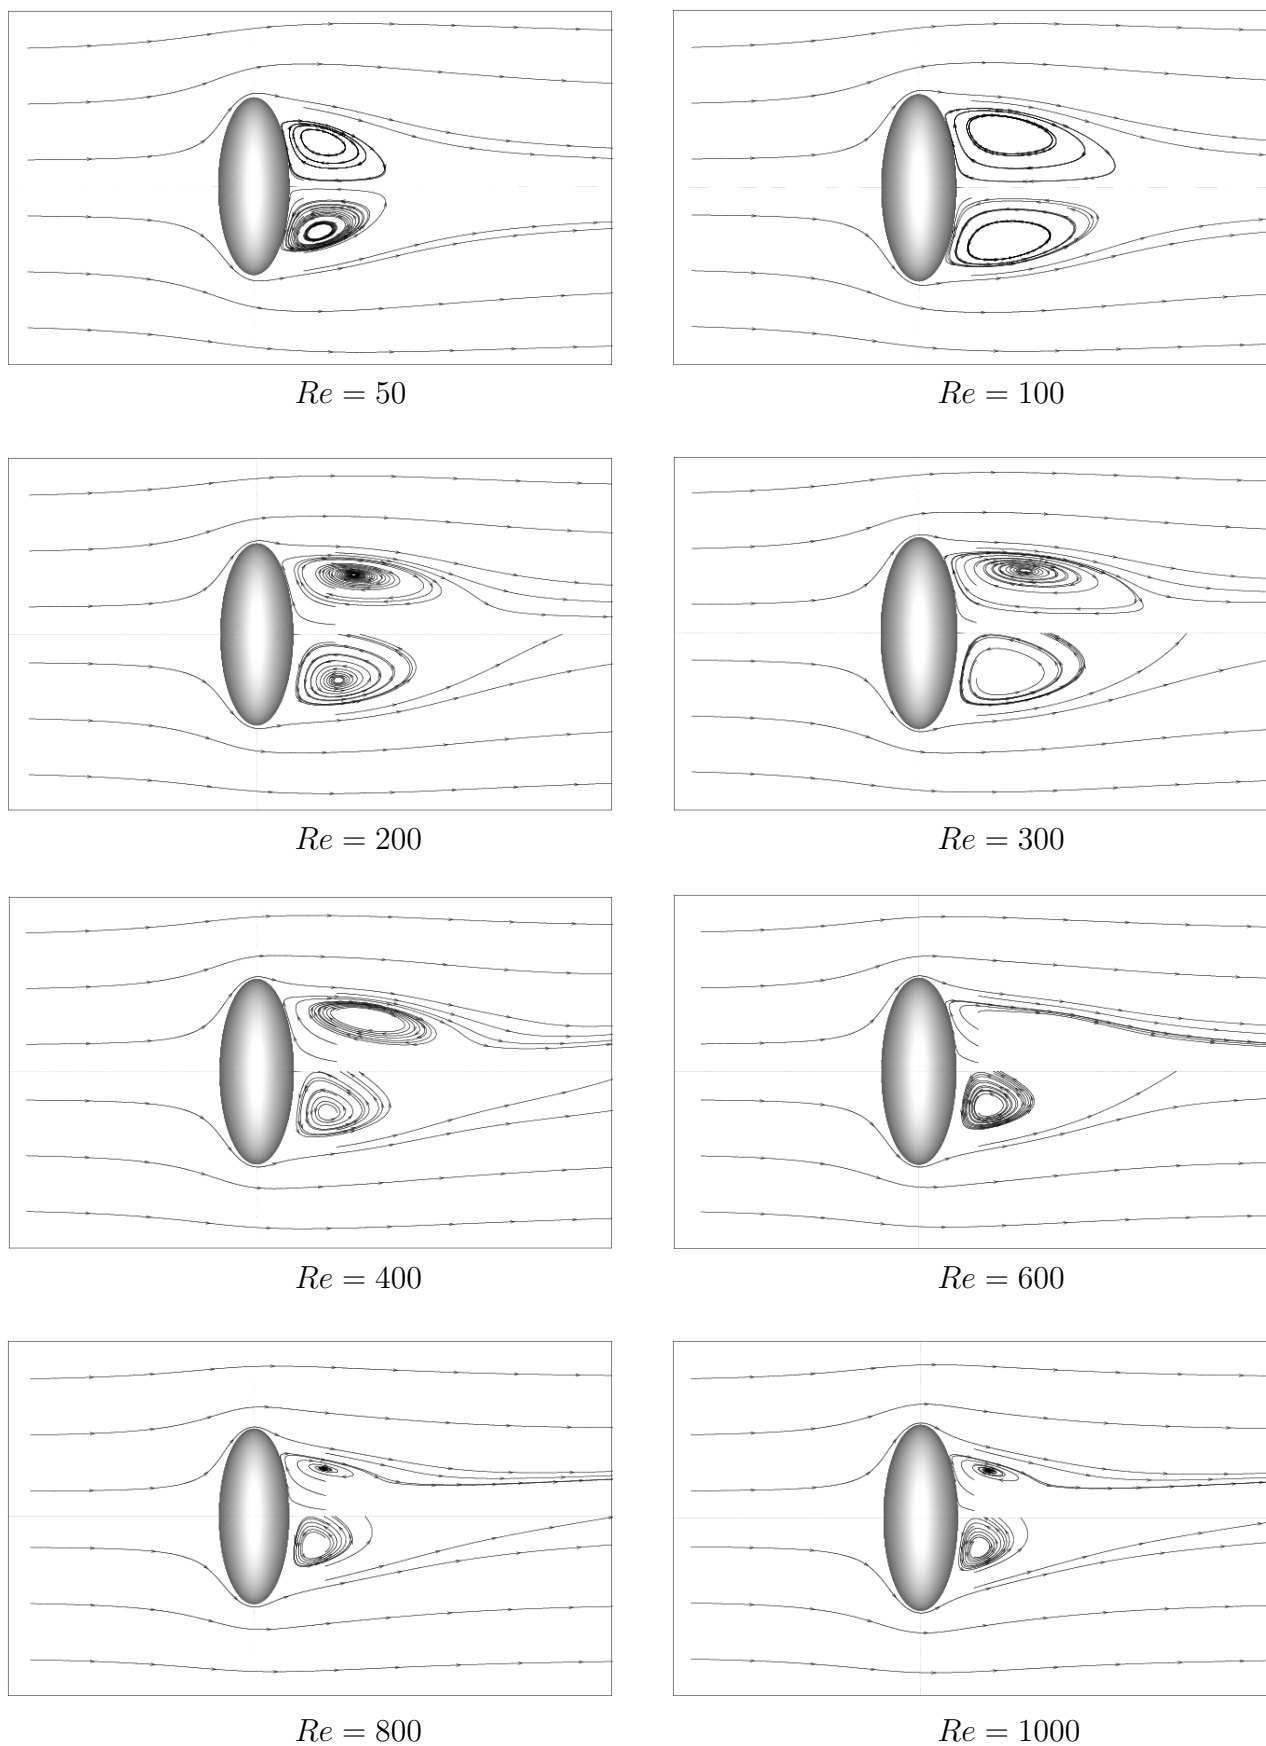 Re = 50
Re = 100
Re = 200
Re = 300
Re = 400
Re = 600
Re = 800
Re = 1000